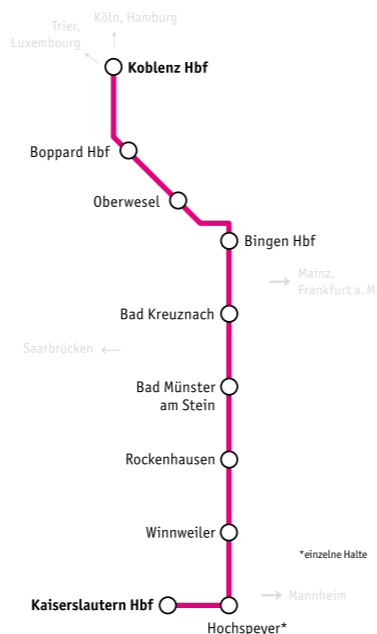 Köln, Hamburg
Trier,
Luxembourg
Koblenz Hbf
Boppard Hbf
Oberwesel
Bingen Hbf
Mainz,
Frankfurt a. M
Bad Kreuznach
Saarbrücken
Bad Münster
am Stein
Rockenhausen
Winnweiler
*einzelne Halte
Mannheim
Kaiserslautern Hbf
Hochspeyer*